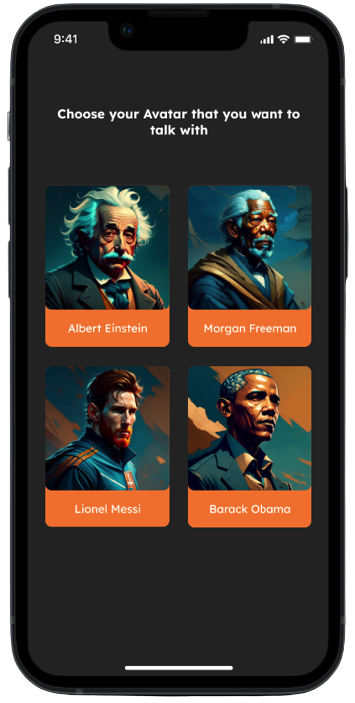 9:41
Choose your Avatar that you want to
talk with
Albert Einstein
Morgan Freeman
Lionel Messi
Barack Obama